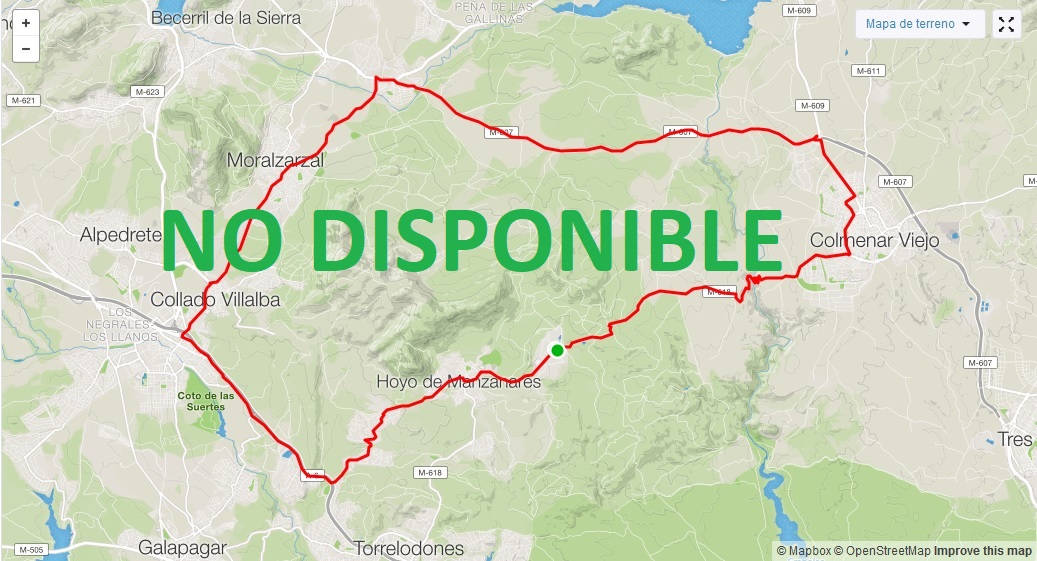 PEÑA DE LAS
GALLINAS
Becerril de la Sierra
M-609
+
−
Mapa de terreno
M-611
M-623
M-621
M-609
M-607
M-607
Moralzarzal
M-607
M-
NO DISPONIBLE
Alpedrete
Colmenar Viejo
Collado Villalba
M-618
LOS
NEGRALES-
LOS LLANOS
M-607
Hoyo de Manzanares
Coto de las
Suertes
Tres
A-6
M-618
M-505
Galapagar
Torrelodones
© Mapbox © OpenStreetMap Improve this map